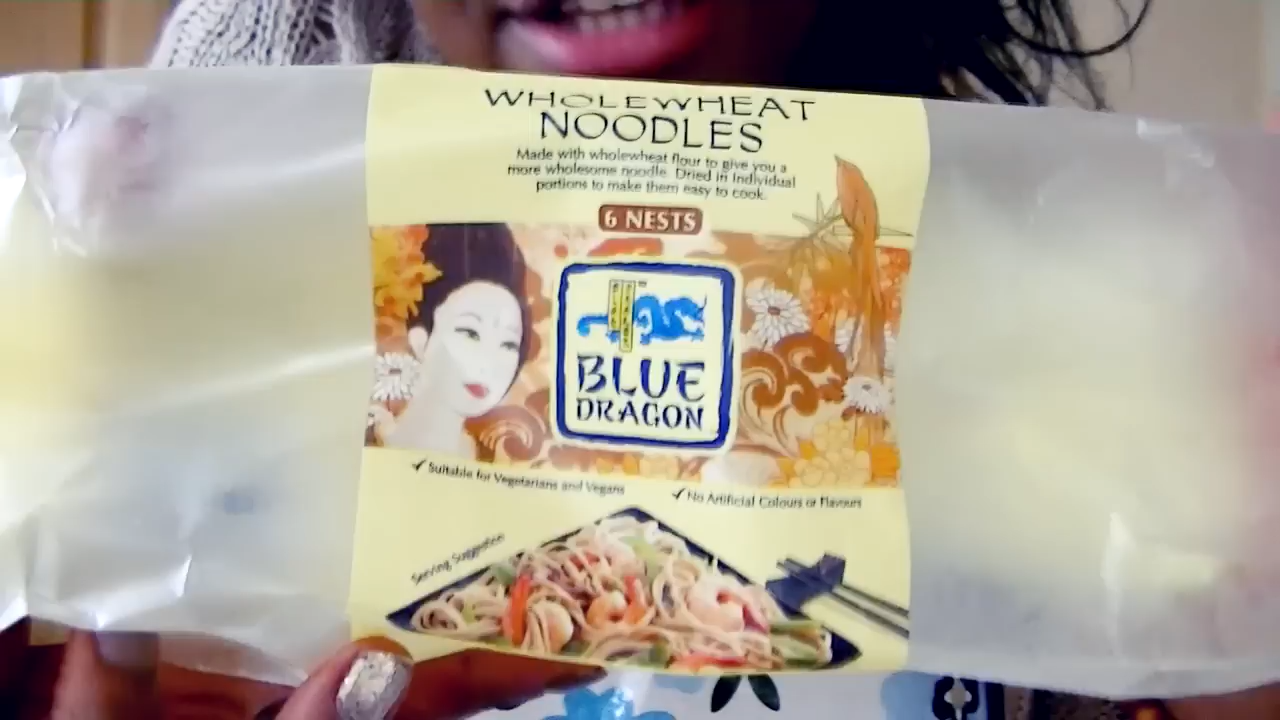 WHOLEWHEAT
NOODLES
Made with wholewheat flour to give you a
more wholesome noodle. Dried in individual
portions to make them easy to cook.
6 NESTS
BLUE
DRAGON
✓ Suitable for Vegetarians and Vegans
✓ No Artificial Colours or Flavours
Serving Suggestion